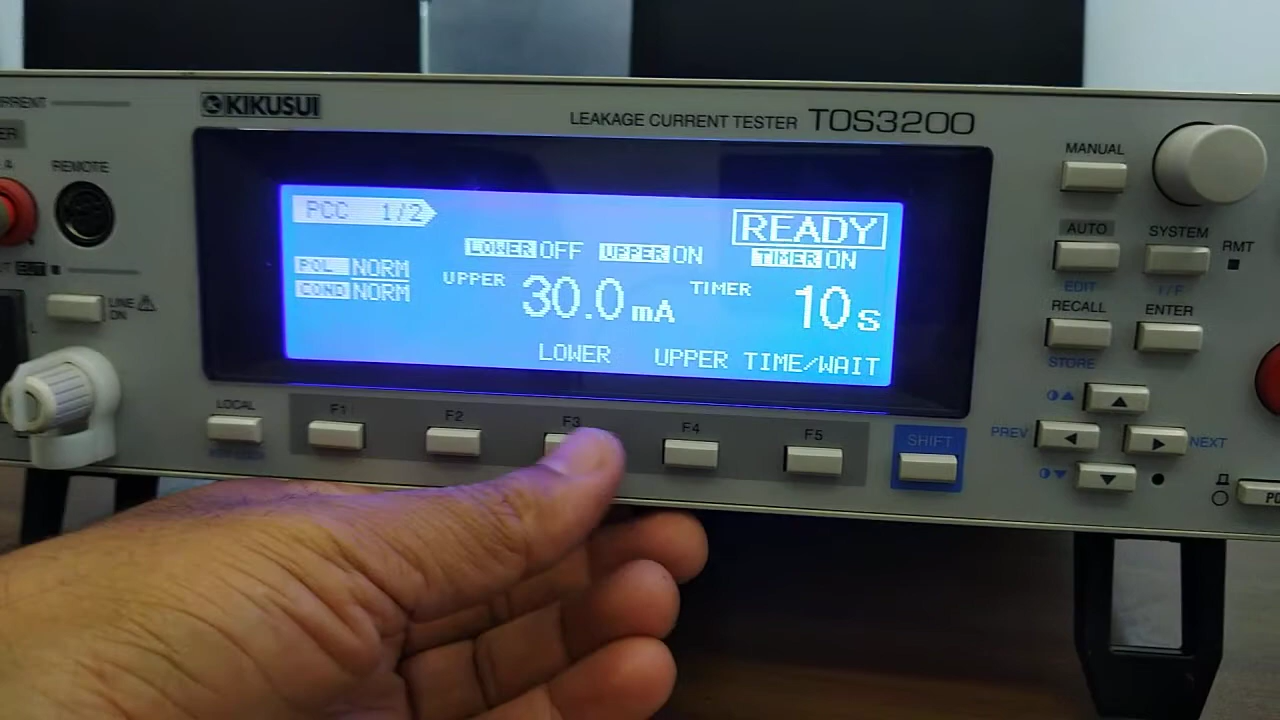 KIKUSUI
LEAKAGE CURRENT TESTER TOS3200
REMOTE
PCC 1/2
READY
LOWER OFF UPPER ON TIMER ON
POL NORM
COND NORM
UPPER 30.0 mA
TIMER 10s
LOWER UPPER TIME/WAIT
LINE
ON
L
LOCAL
F1 F2 F3 F4 F5
SHIFT
MANUAL
AUTO SYSTEM
RMT
EDIT I/F
RECALL ENTER
STORE
PREV NEXT